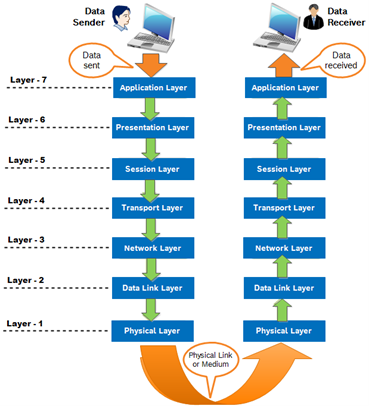 Data
Sender
Data
Receiver
Data
sent
Data
received
Layer - 7
Application Layer
Application Layer
Layer - 6
Presentation Layer
Presentation Layer
Layer - 5
Session Layer
Session Layer
Layer - 4
Transport Layer
Transport Layer
Layer - 3
Network Layer
Network Layer
Layer - 2
Data Link Layer
Data Link Layer
Layer - 1
Physical Layer
Physical Layer
Physical Link
or Medium